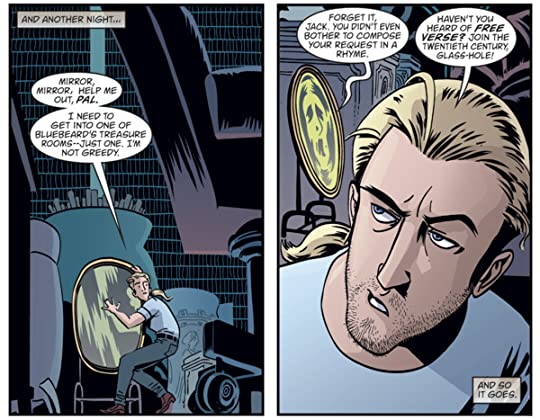 AND ANOTHER NIGHT...
MIRROR,
MIRROR, HELP ME
OUT, PAL.
I NEED TO
GET INTO ONE OF
BLUEBEARD'S TREASURE
ROOMS--JUST ONE. I'M
NOT GREEDY.
FORGET IT,
JACK. YOU DIDN'T EVEN
BOTHER TO COMPOSE
YOUR REQUEST IN A
RHYME.
HAVEN'T YOU
HEARD OF FREE
VERSE? JOIN THE
TWENTIETH CENTURY,
GLASS-HOLE!
AND SO
IT GOES.